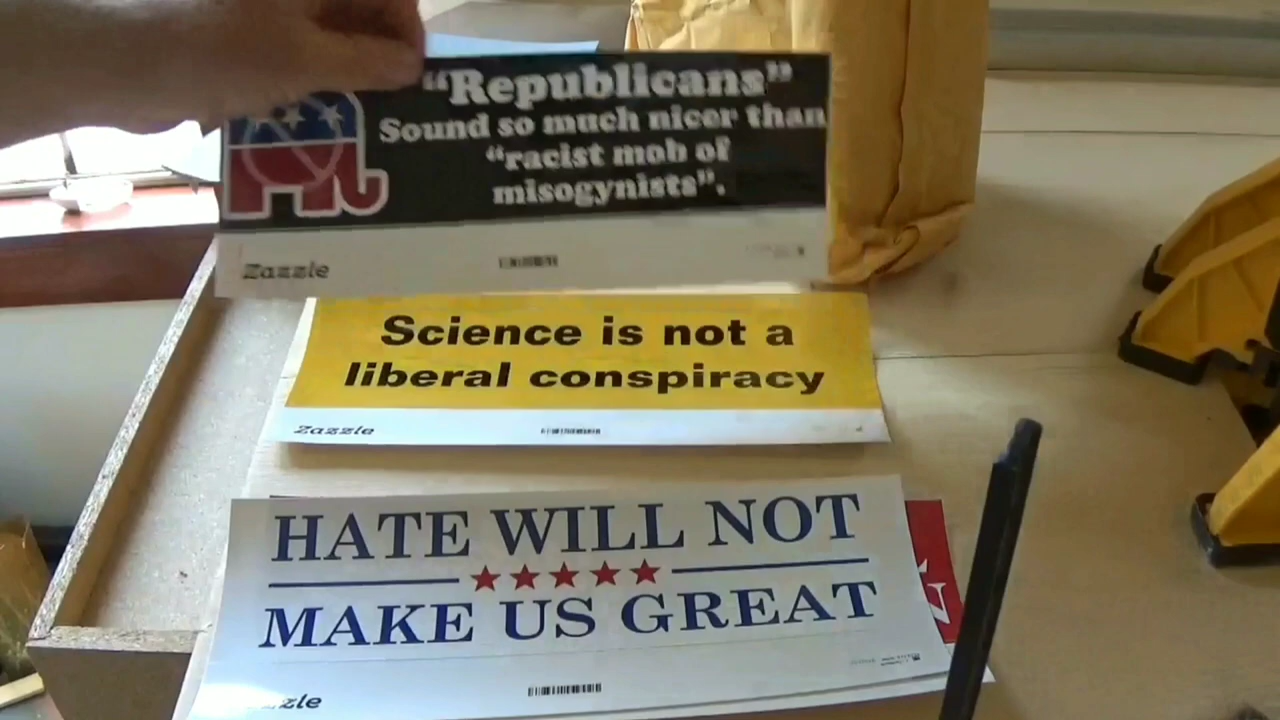 “Republicans”
Sound so much nicer than
“racist mob of
misogynists”.
Zazzle
Science is not a
liberal conspiracy
Zazzle
HATE WILL NOT
MAKE US GREAT
zle